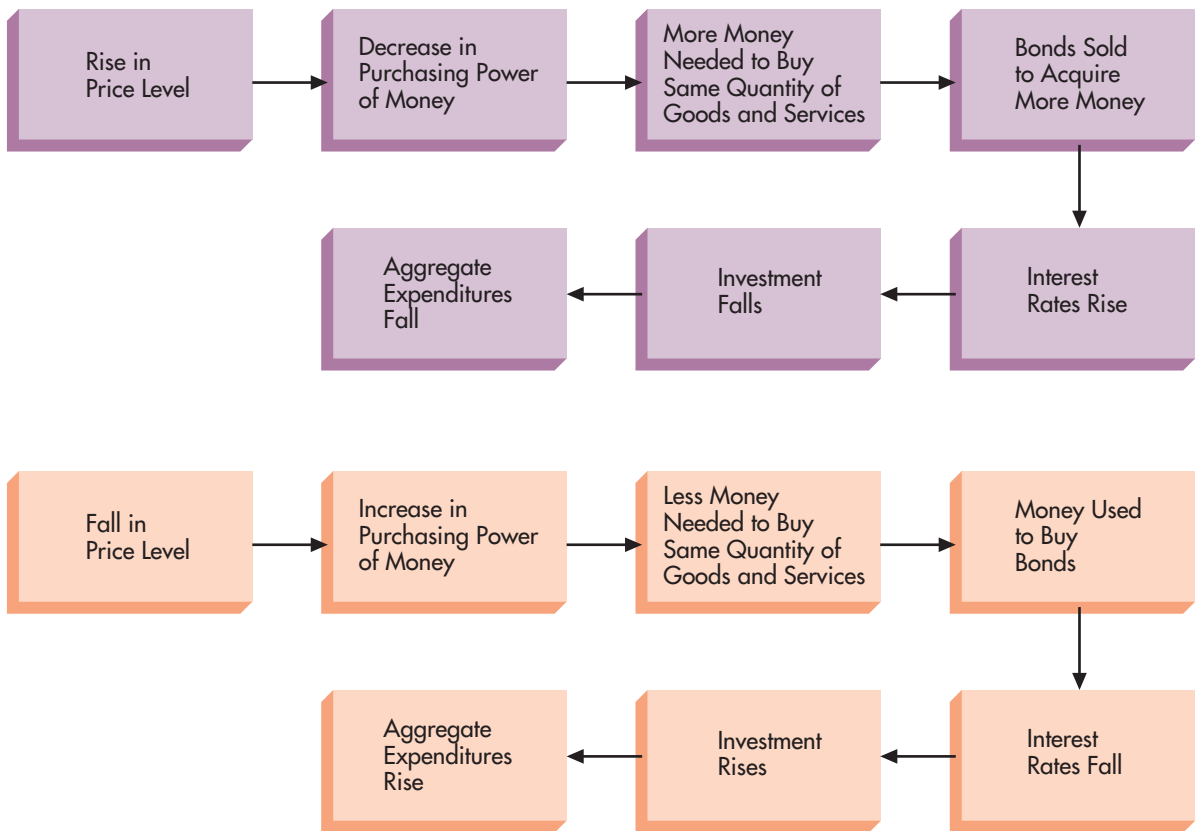 Rise in
Price Level
Decrease in
Purchasing Power
of Money
More Money
Needed to Buy
Same Quantity of
Goods and Services
Bonds Sold
to Acquire
More Money
Interest
Rates Rise
Investment
Falls
Aggregate
Expenditures
Fall
Fall in
Price Level
Increase in
Purchasing Power
of Money
Less Money
Needed to Buy
Same Quantity of
Goods and Services
Money Used
to Buy
Bonds
Interest
Rates Fall
Investment
Rises
Aggregate
Expenditures
Rise